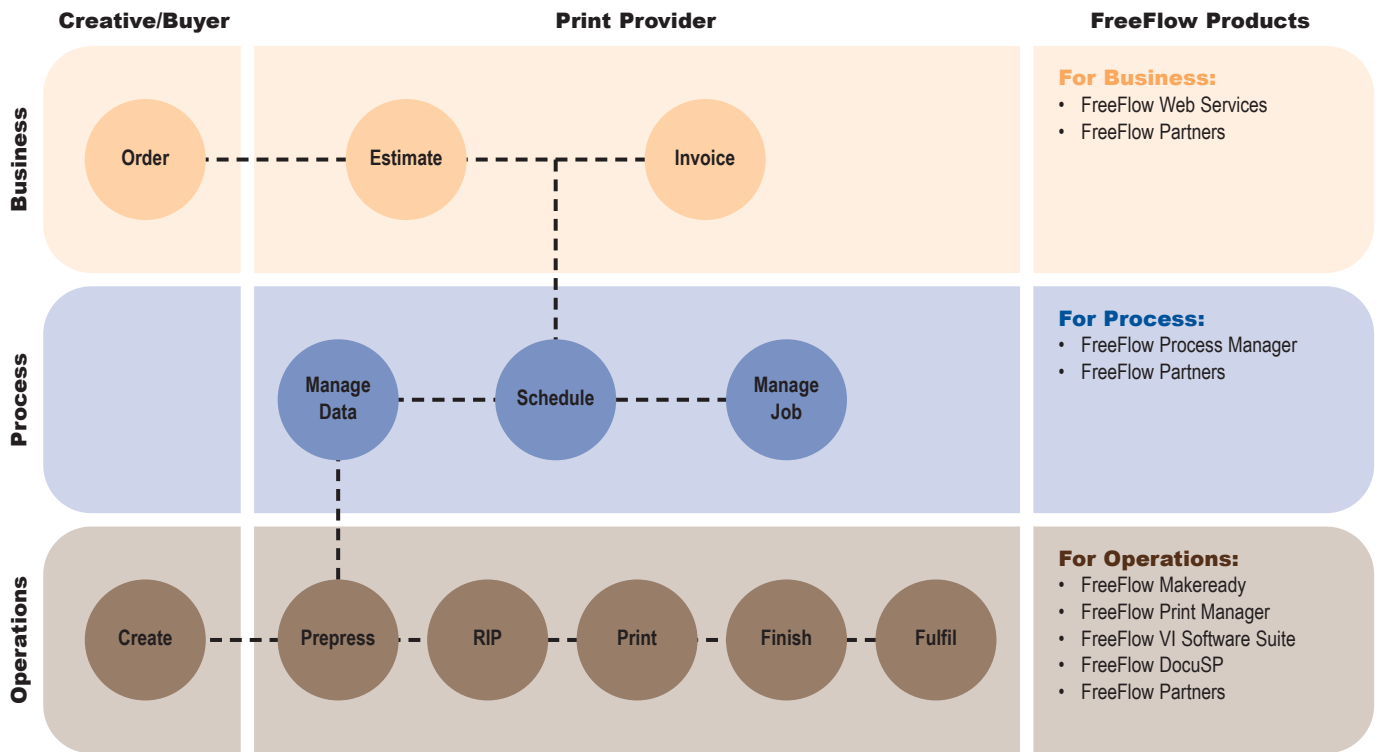 Creative/Buyer
Print Provider
FreeFlow Products
Business
Order
Estimate
Invoice
For Business:
• FreeFlow Web Services
• FreeFlow Partners
Process
Manage
Data
Schedule
Manage
Job
For Process:
• FreeFlow Process Manager
• FreeFlow Partners
Operations
Create
Prepress
RIP
Print
Finish
Fulfil
For Operations:
• FreeFlow Makeready
• FreeFlow Print Manager
• FreeFlow VI Software Suite
• FreeFlow DocuSP
• FreeFlow Partners